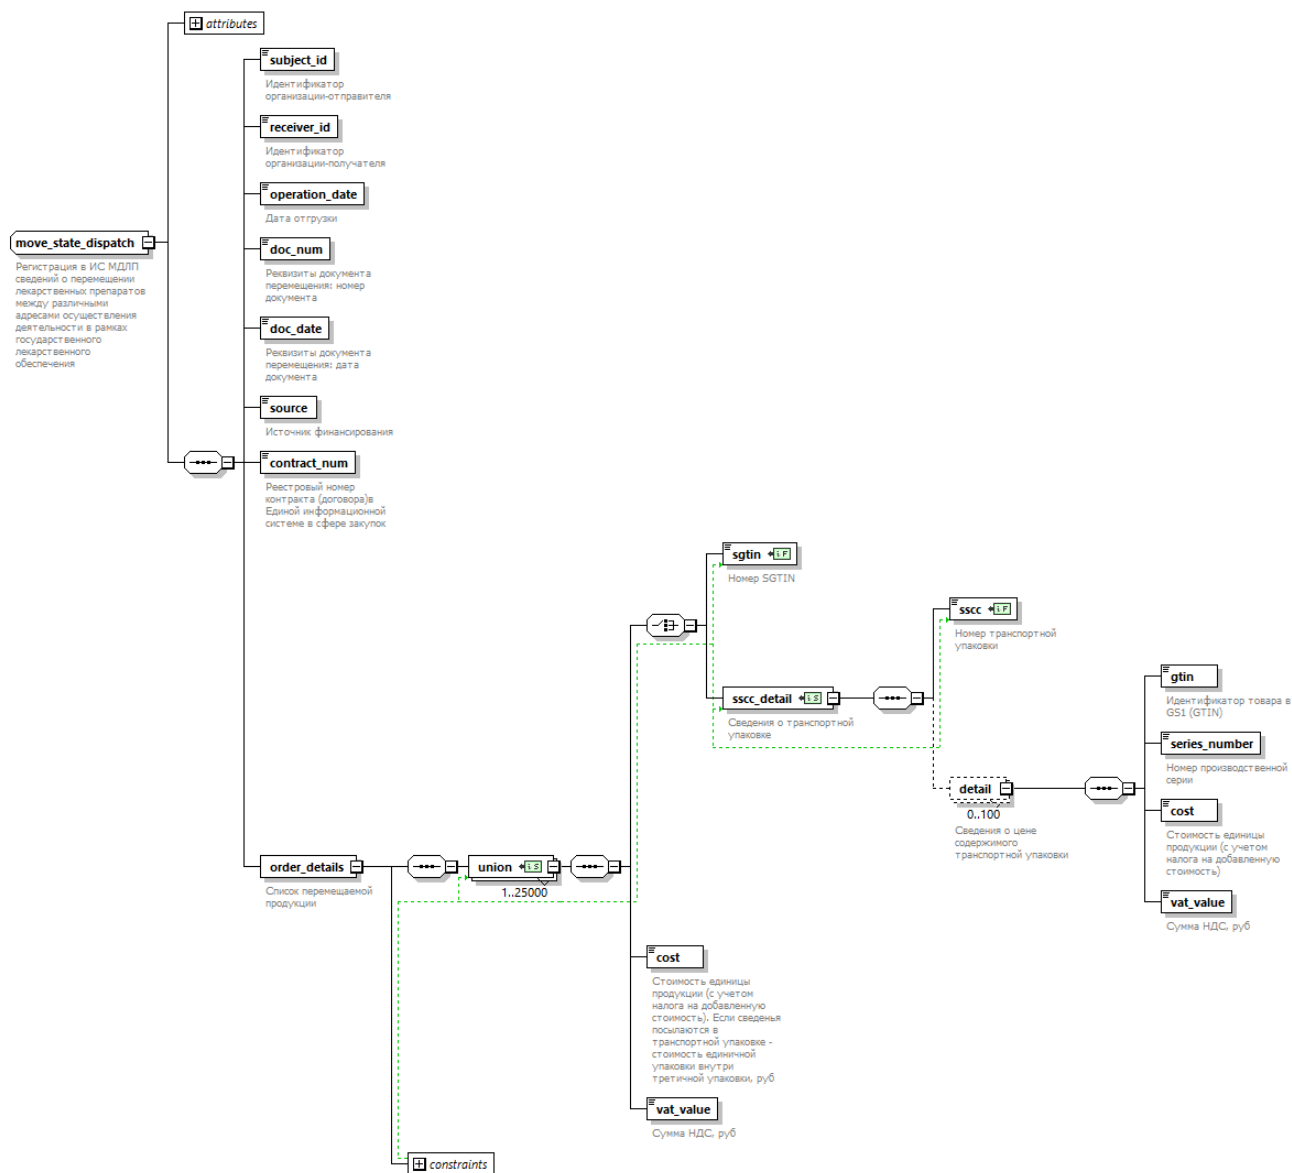 attributes
subject_id
Идентификатор
организации-отправителя
receiver_id
Идентификатор
организации-получателя
operation_date
Дата отгрузки
move_state_dispatch
Регистрация в ИС МДЛП
сведений о перемещении
лекарственных препаратов
между различными
адресами осуществления
деятельности в рамках
государственного
лекарственного
обеспечения
doc_num
Реквизиты документа
перемещения: номер
документа
doc_date
Реквизиты документа
перемещения: дата
документа
source
Источник финансирования
contract_num
Реестровый номер
контракта (договора)в
Единой информационной
системе в сфере закупок
sgtin iF
Номер SGTIN
sscc iF
Номер транспортной
упаковки
sscc_detail iS
Сведения о транспортной
упаковке
gtin
Идентификатор товара в
GS1 (GTIN)
series_number
Номер производственной
серии
detail
0..100
Сведения о цене
содержимого
транспортной упаковки
cost
Стоимость единицы
продукции (с учетом
налога на добавленную
стоимость)
vat_value
Сумма НДС, руб
order_details
Список перемещаемой
продукции
union iS
1..25000
cost
Стоимость единицы
продукции (с учетом
налога на добавленную
стоимость). Если сведенья
посылаются в
транспортной упаковке -
стоимость единичной
упаковки внутри
третичной упаковки, руб
vat_value
Сумма НДС, руб
constraints